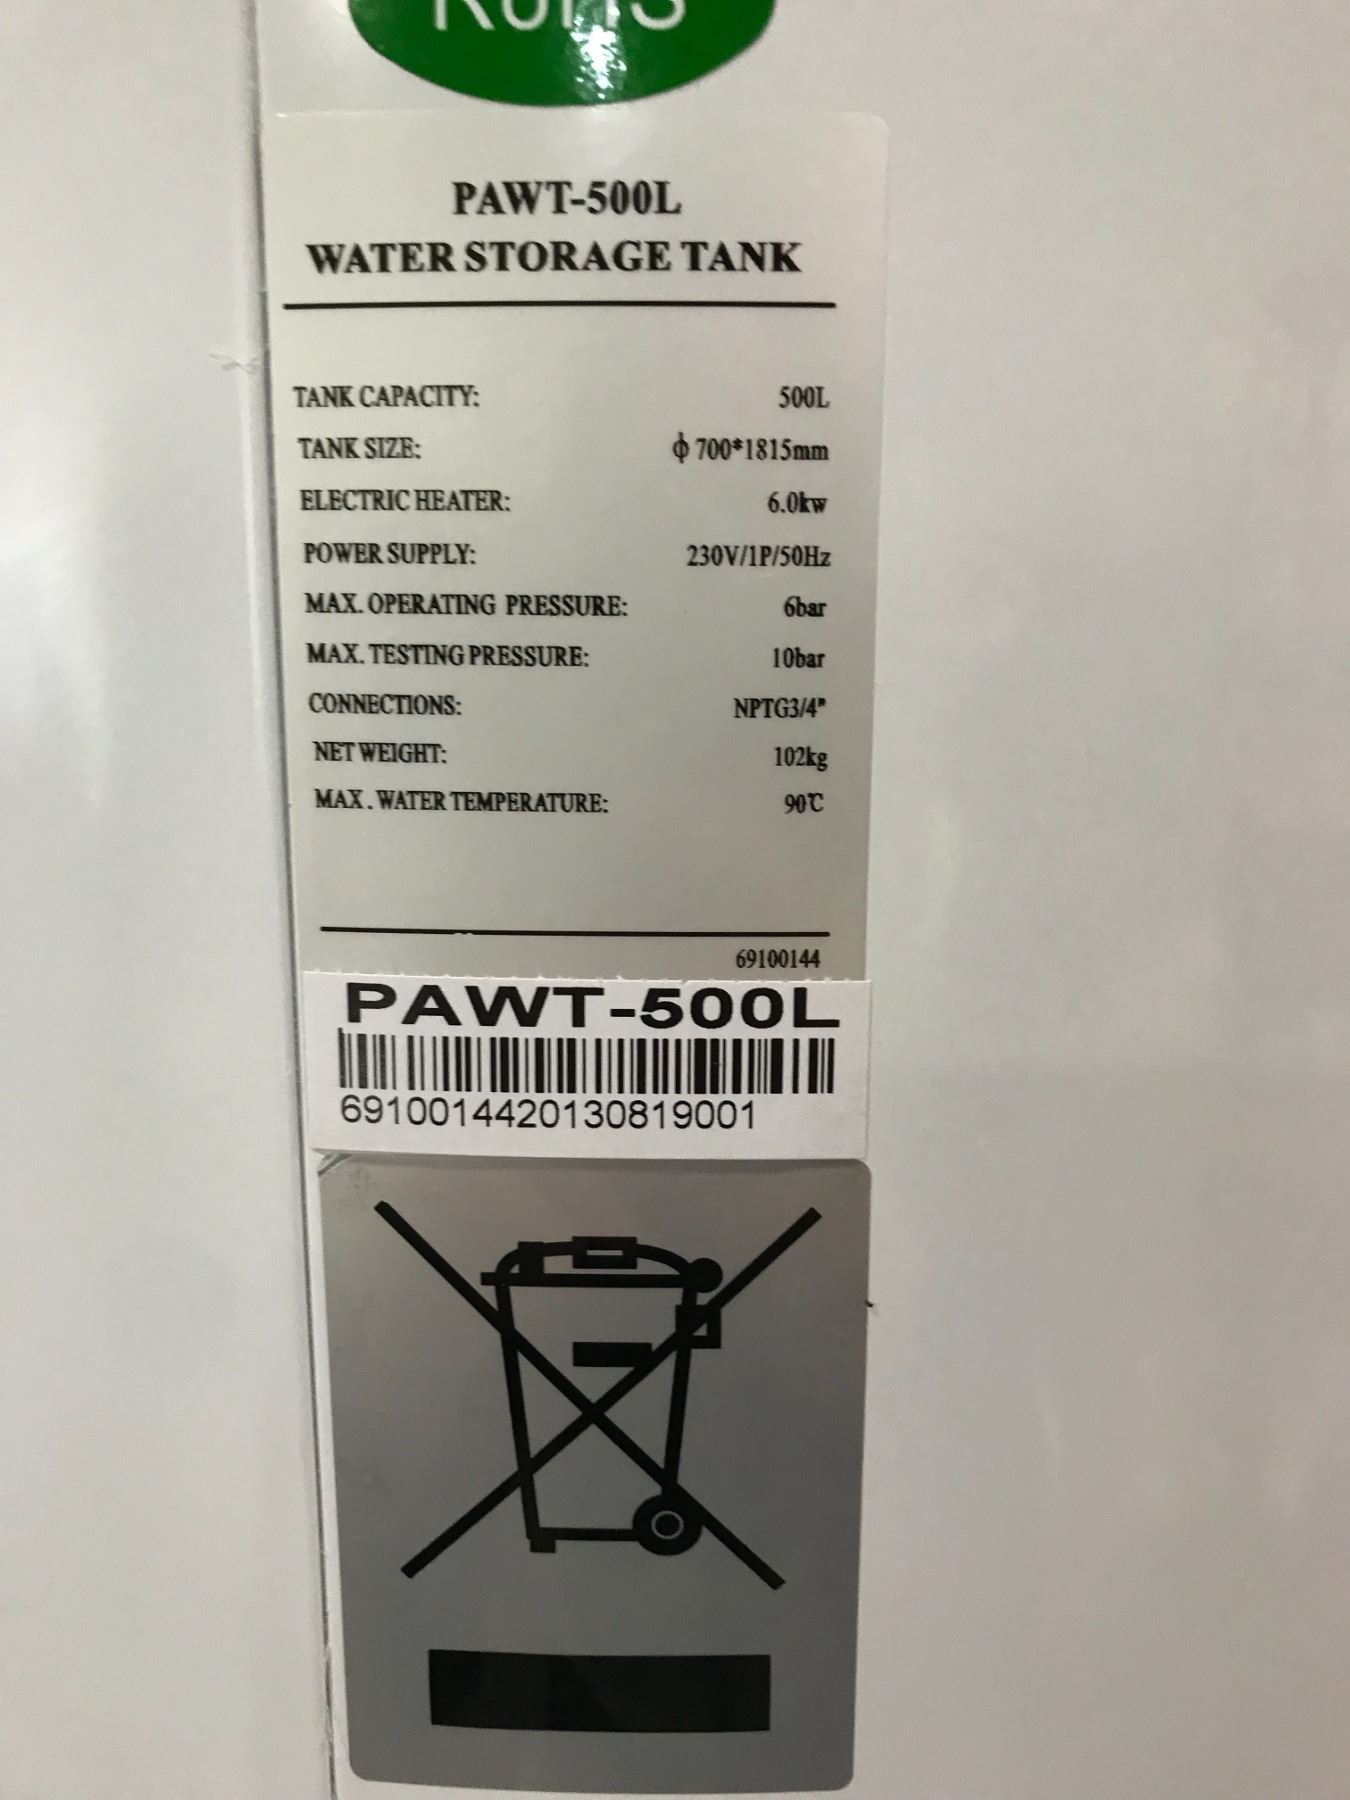 RoHS
PAWT-500L
WATER STORAGE TANK
TANK CAPACITY: 500L
TANK SIZE: ϕ 700*1815mm
ELECTRIC HEATER: 6.0kw
POWER SUPPLY: 230V/1P/50Hz
MAX. OPERATING PRESSURE: 6bar
MAX. TESTING PRESSURE: 10bar
CONNECTIONS: NPTG3/4"
NET WEIGHT: 102kg
MAX. WATER TEMPERATURE: 90℃
69100144
PAWT-500L
6910014420130819001